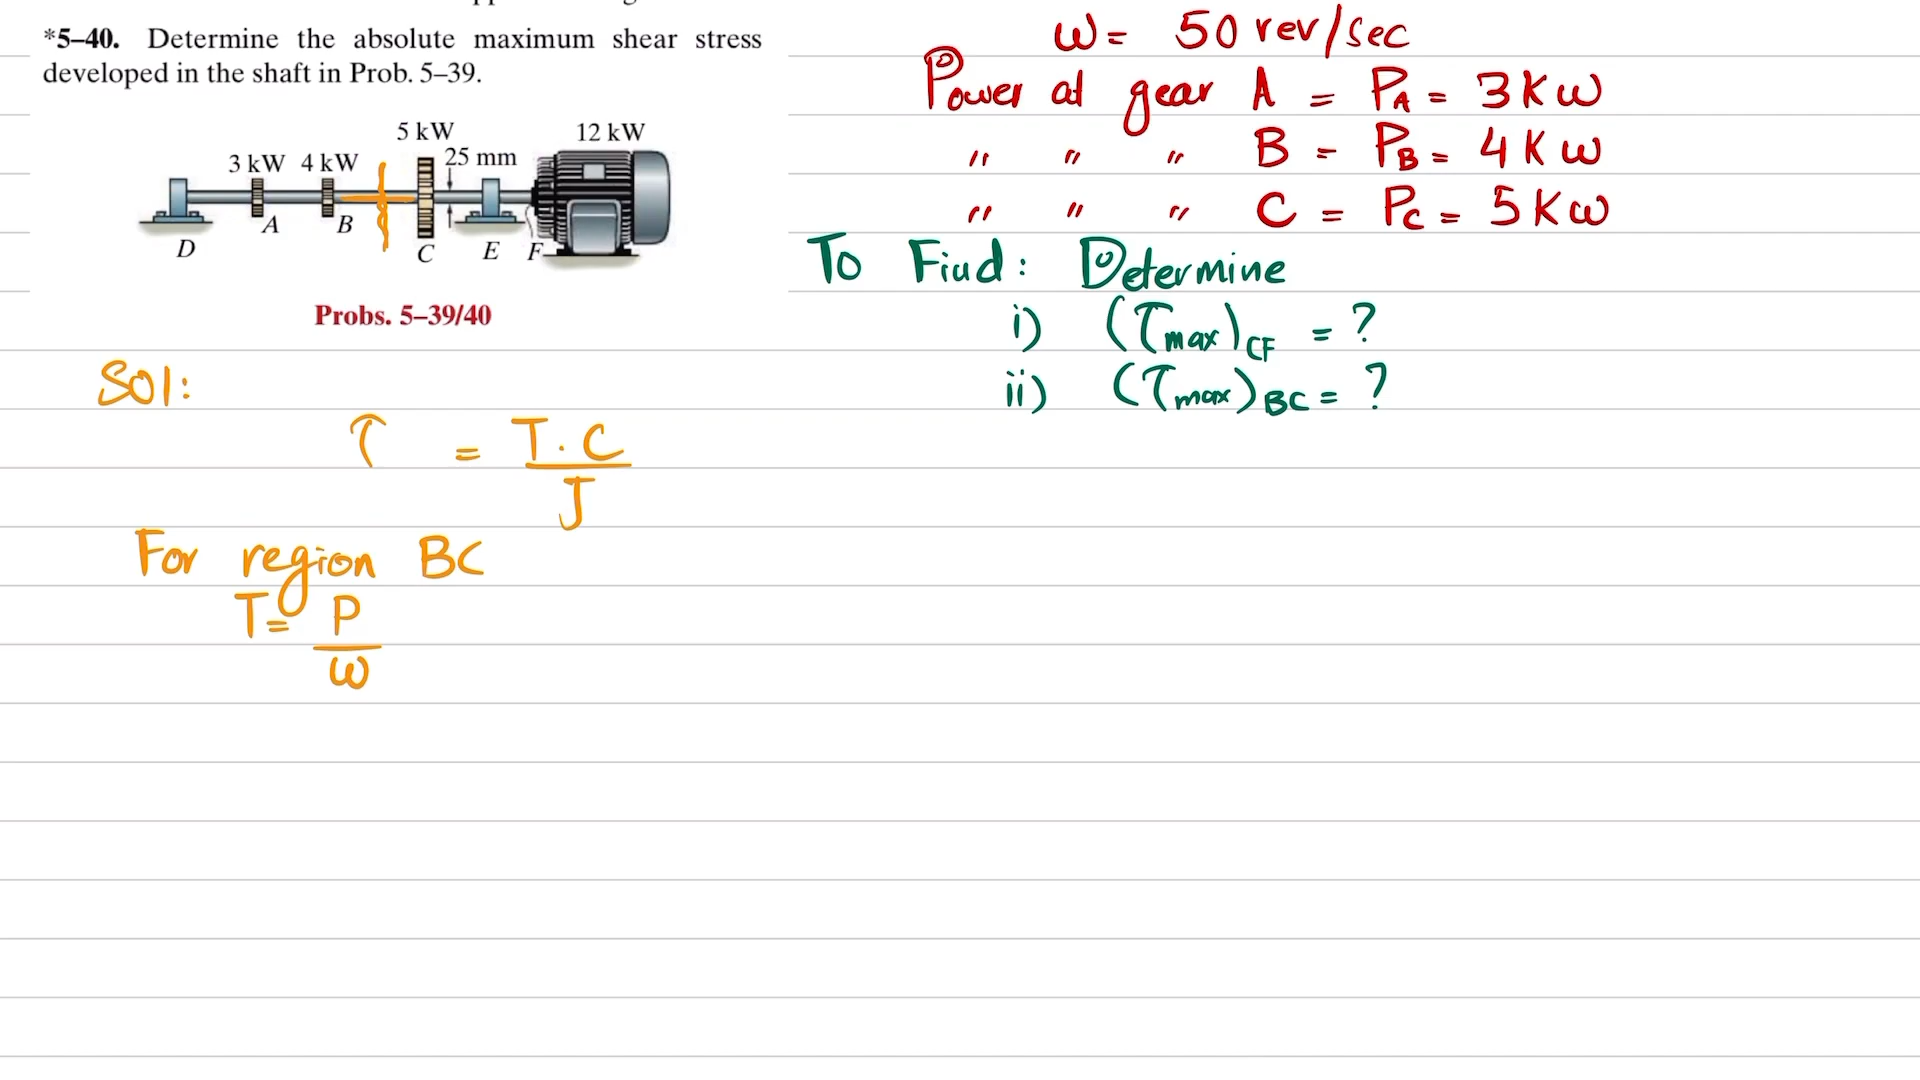 *5–40. Determine the absolute maximum shear stress
developed in the shaft in Prob. 5–39.
5 kW 12 kW
3 kW 4 kW 25 mm
A B
D C E F
Probs. 5–39/40
ω = 50 rev/sec
Power at gear A = PA = 3 KW
" " " B = PB = 4 KW
" " " C = PC = 5 KW
To Find: Determine
i) (τmax)CF = ?
ii) (τmax)BC = ?
Sol:
τ = T.C
J
For region BC
T = P
ω